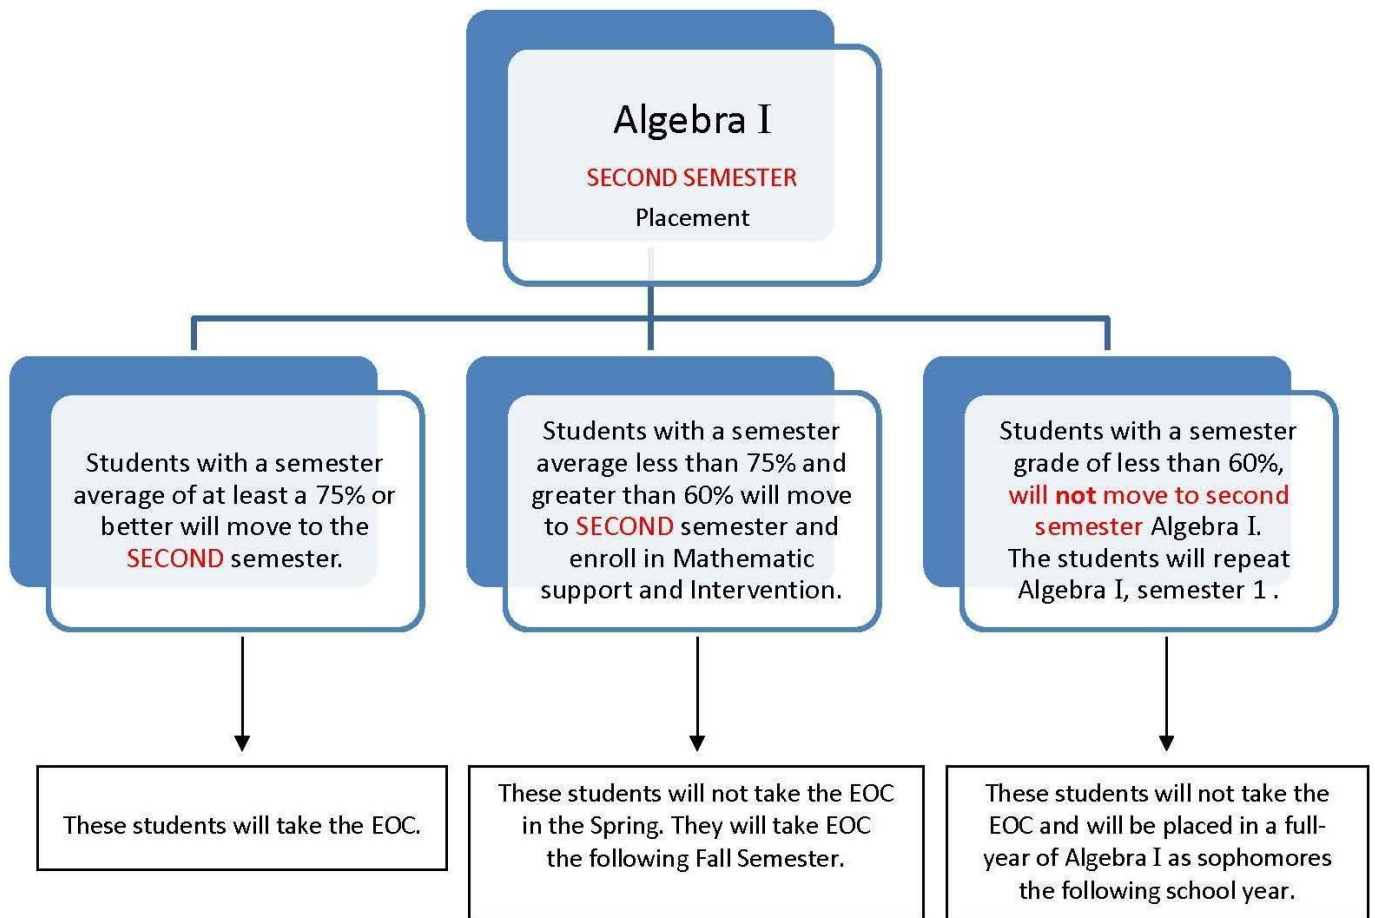 Algebra I
SECOND SEMESTER
Placement
Students with a semester
average of at least a 75% or
better will move to the
SECOND semester.
Students with a semester
average less than 75% and
greater than 60% will move
to SECOND semester and
enroll in Mathematic
support and Intervention.
Students with a semester
grade of less than 60%,
will not move to second
semester Algebra I.
The students will repeat
Algebra I, semester 1 .
These students will take the EOC.
These students will not take the EOC
in the Spring. They will take EOC
the following Fall Semester.
These students will not take the
EOC and will be placed in a full-
year of Algebra I as sophomores
the following school year.